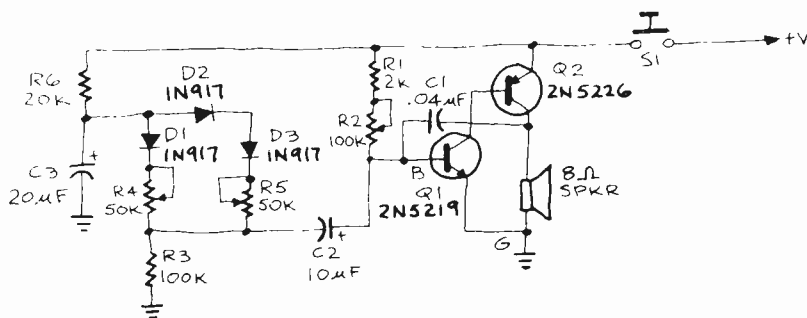 R6
20K
D2
1N917
D1
1N917
D3
1N917
C3
20µF
+
R4
50K
R5
50K
R3
100K
C2
10µF
+
R1
2K
R2
100K
C1
.04µF
B
Q1
2N5219
Q2
2N5226
8Ω
SPKR
G
S1
+V